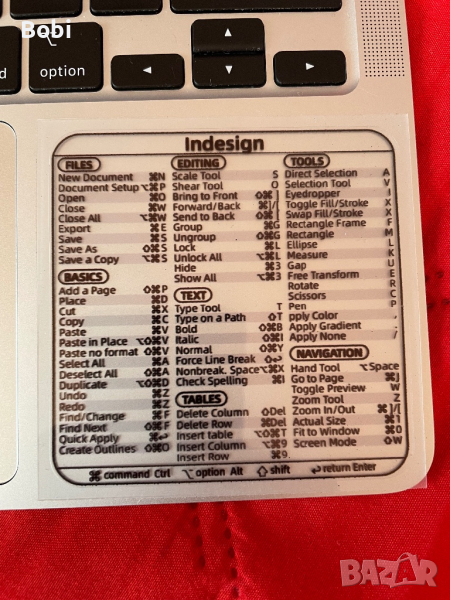 Bobi
option
Indesign
FILES
New Document ⌘N
Document Setup ⌥⌘P
Open ⌘O
Close ⌘W
Close All ⌥⌘W
Export ⌘E
Save ⌘S
Save As ⇧⌘S
Save a Copy ⌥⌘S
BASICS
Add a Page ⇧⌘P
Place ⌘D
Cut ⌘X
Copy ⌘C
Paste ⌘V
Paste in Place ⌥⇧⌘V
Paste no format ⇧⌘V
Select All ⌘A
Deselect All ⇧⌘A
Duplicate ⌥⇧⌘D
Undo ⌘Z
Redo ⌘Z
Find/Change ⌘F
Find Next ⇧⌘F
Quick Apply ⌘↩
Create Outlines ⇧⌘O
EDITING
Scale Tool S
Shear Tool O
Bring to Front ⇧⌘]
Forward/Back ⌘]/[
Send to Back ⇧⌘[
Group ⌘G
Ungroup ⇧⌘G
Lock ⌘L
Unlock All ⌥⌘L
Hide ⌘3
Show All ⌥⌘3
TEXT
Type Tool T
Type on a Path ⇧T
Bold ⇧⌘B
Italic ⇧⌘I
Normal ⇧⌘Y
Force Line Break ⇧↩
Nonbreak. Space ⌥⌘X
Check Spelling ⌘I
TABLES
Delete Column ⇧Del
Delete Row ⌘Del
Insert table ⌥⇧⌘T
Insert Column ⌥⌘9
Insert Row ⌘9
TOOLS
Direct Selection A
Selection Tool V
Eyedropper I
Toggle Fill/Stroke X
Swap Fill/Stroke X
Rectangle Frame F
Rectangle M
Ellipse L
Measure K
Gap U
Free Transform E
Rotate R
Scissors C
Pen P
pply Color ,
Apply Gradient .
Apply None /
NAVIGATION
Hand Tool ⌥Space
Go to Page ⌘J
Toggle Preview W
Zoom Tool Z
Zoom In/Out ⌘]/[
Actual Size ⌘1
Fit to Window ⌘0
Screen Mode ⇧W
⌘ command Ctrl ⌥ option Alt ⇧ shift ↩ return Enter
BAZAR